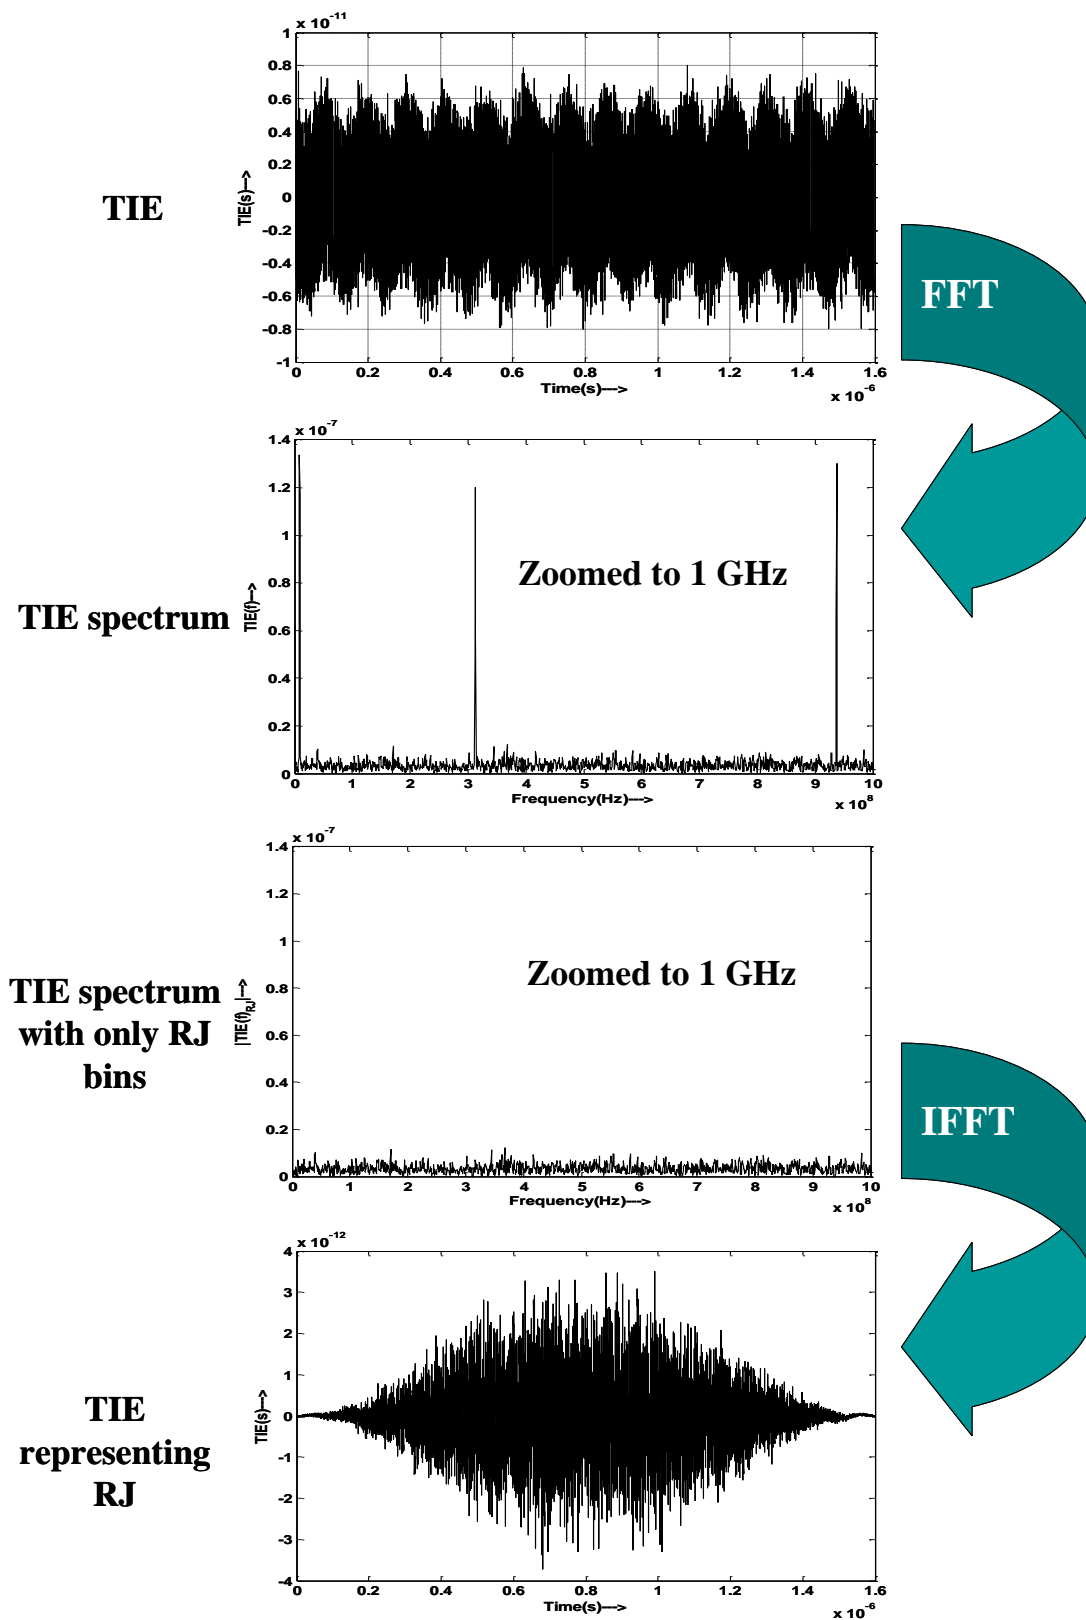 x 10-11
1
0.8
0.6
0.4
0.2
0
-0.2
-0.4
-0.6
-0.8
-1
TIE(s)--->
0 0.2 0.4 0.6 0.8 1 1.2 1.4 1.6
Time(s)--->
x 10-6
TIE
FFT
x 10-7
1.4
1.2
1
0.8
0.6
0.4
0.2
0
TIE(f)--->
Zoomed to 1 GHz
0 1 2 3 4 5 6 7 8 9 10
Frequency(Hz)--->
x 108
TIE spectrum
x 10-7
1.4
1.2
1
0.8
0.6
0.4
0.2
0
|TIE(f)RJ|--->
Zoomed to 1 GHz
0 1 2 3 4 5 6 7 8 9 10
Frequency(Hz)--->
x 108
TIE spectrum
with only RJ
bins
IFFT
x 10-12
4
3
2
1
0
-1
-2
-3
-4
TIE(s)--->
0 0.2 0.4 0.6 0.8 1 1.2 1.4 1.6
Time(s)--->
x 10-6
TIE
representing
RJ